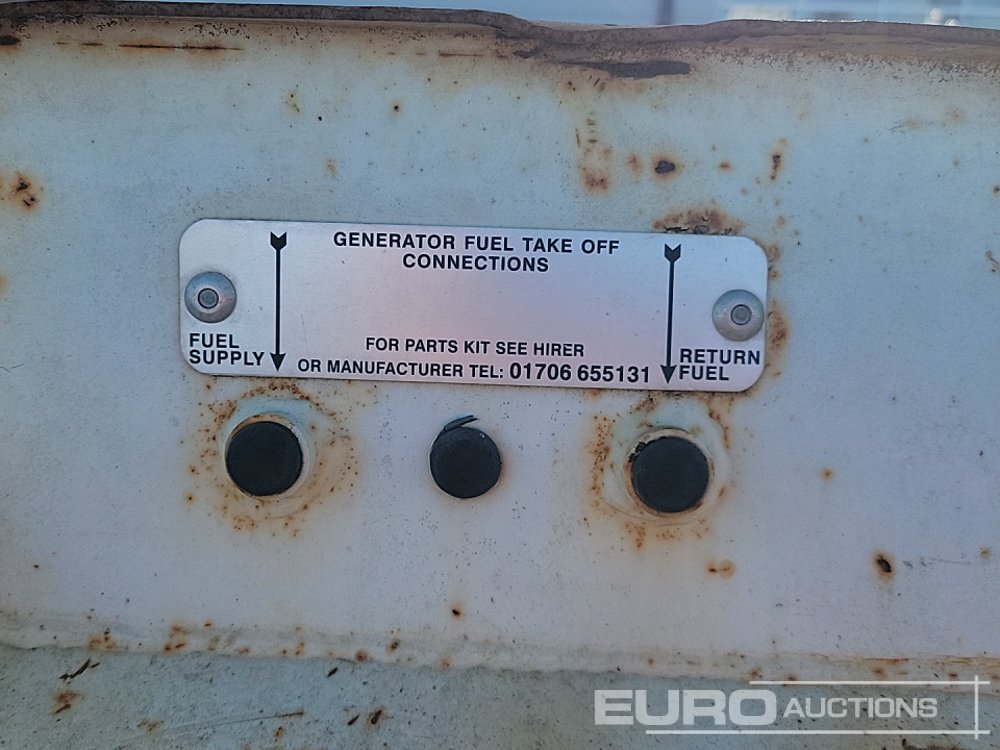 GENERATOR FUEL TAKE OFF
CONNECTIONS
FOR PARTS KIT SEE HIRER
OR MANUFACTURER TEL: 01706 655131
FUEL
SUPPLY
RETURN
FUEL
EURO AUCTIONS